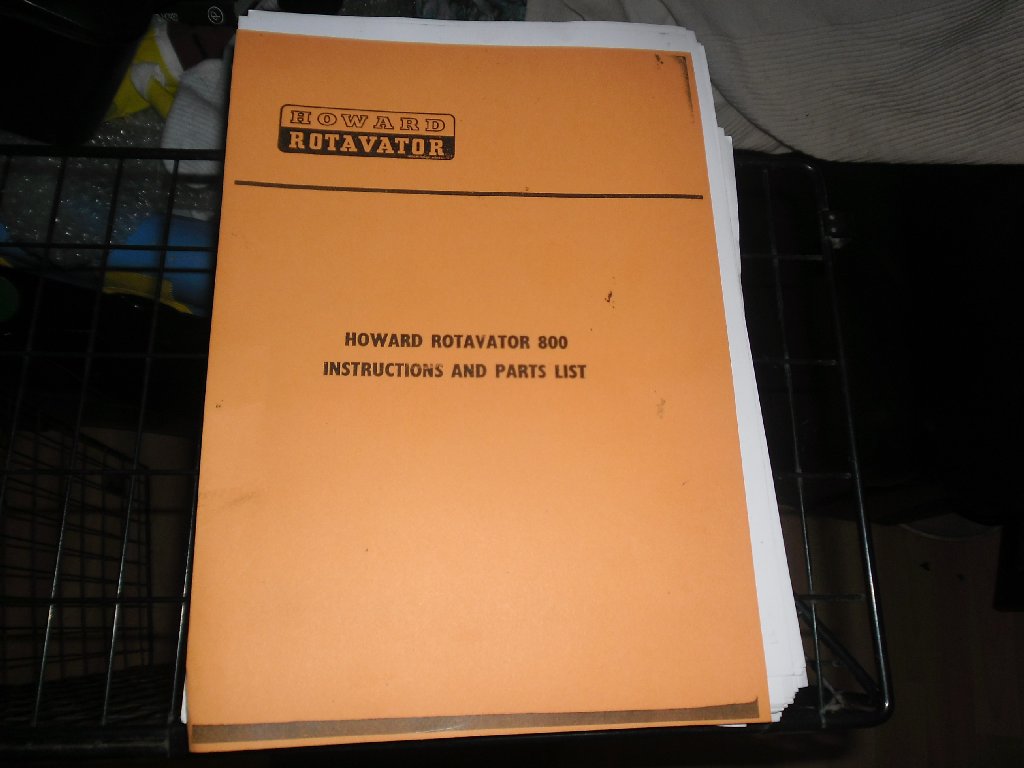 HOWARD
ROTAVATOR
HOWARD ROTAVATOR 800
INSTRUCTIONS AND PARTS LIST